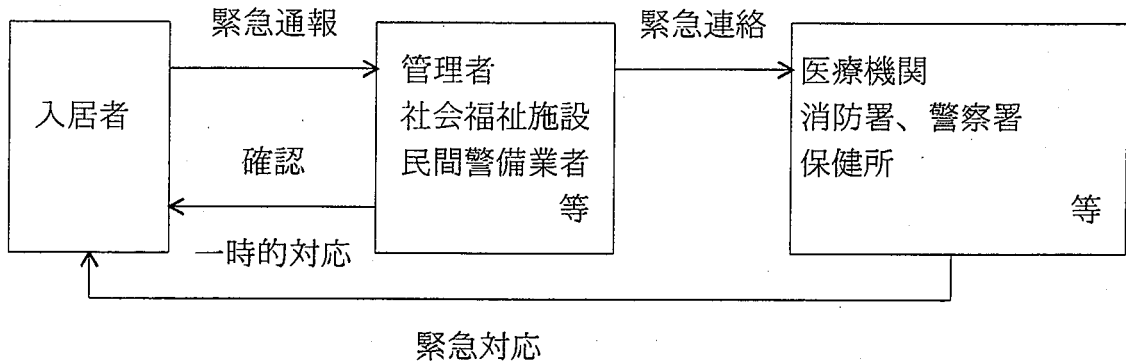 緊急通報
緊急連絡
入居者
管理者
社会福祉施設
民間警備業者
等
医療機関
消防署、警察署
保健所
等
確認
一時的対応
緊急対応